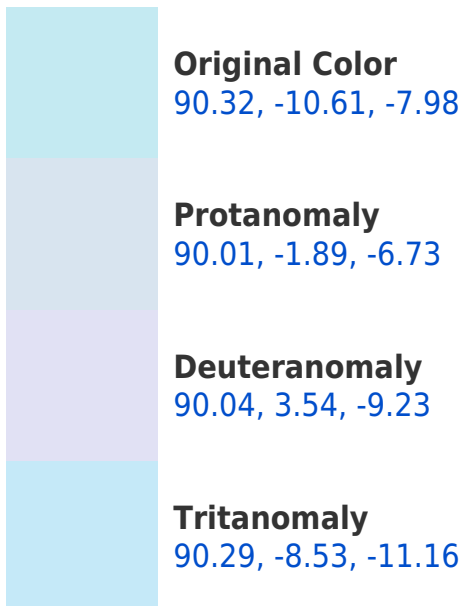 Original Color
90.32, -10.61, -7.98
Protanomaly
90.01, -1.89, -6.73
Deuteranomaly
90.04, 3.54, -9.23
Tritanomaly
90.29, -8.53, -11.16